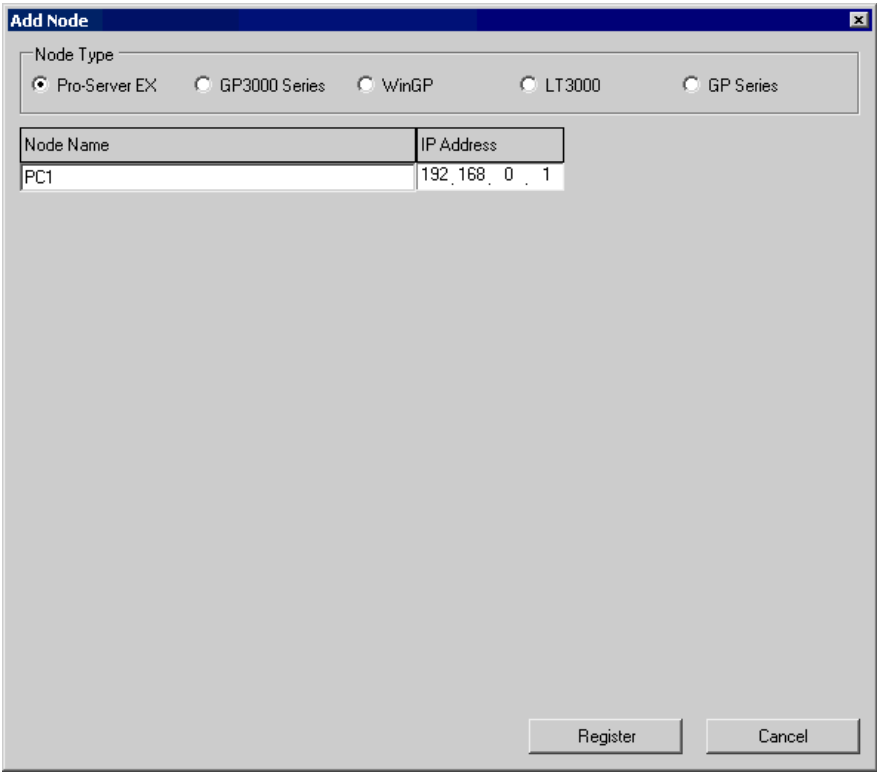 Add Node
Node Type
Pro-Server EX GP3000 Series WinGP LT3000 GP Series
Node Name IP Address
PC1 192.168.0.1
Register Cancel